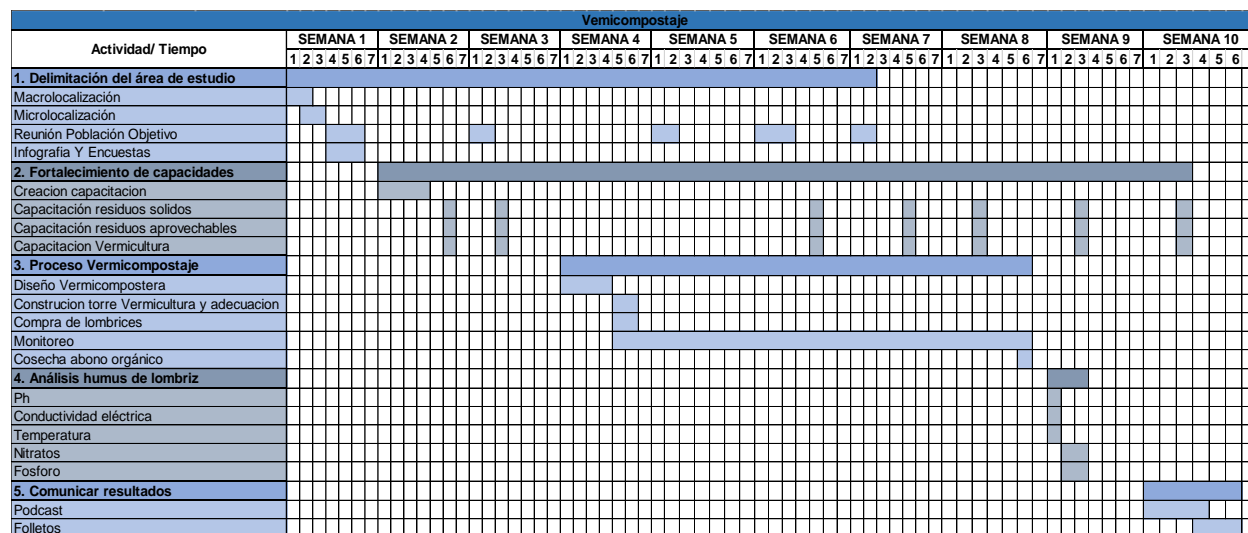 Vemicompostaje
Actividad/ Tiempo
SEMANA 1 SEMANA 2 SEMANA 3 SEMANA 4 SEMANA 5 SEMANA 6 SEMANA 7 SEMANA 8 SEMANA 9 SEMANA 10
1 2 3 4 5 6 7 1 2 3 4 5 6 7 1 2 3 4 5 6 7 1 2 3 4 5 6 7 1 2 3 4 5 6 7 1 2 3 4 5 6 7 1 2 3 4 5 6 7 1 2 3 4 5 6 7 1 2 3 4 5 6 7 1 2 3 4 5 6
1. Delimitación del área de estudio
Macrolocalización
Microlocalización
Reunión Población Objetivo
Infografia Y Encuestas
2. Fortalecimiento de capacidades
Creacion capacitacion
Capacitación residuos solidos
Capacitación residuos aprovechables
Capacitacion Vermicultura
3. Proceso Vermicompostaje
Diseño Vermicompostera
Construcion torre Vermicultura y adecuacion
Compra de lombrices
Monitoreo
Cosecha abono orgánico
4. Análisis humus de lombriz
Ph
Conductividad eléctrica
Temperatura
Nitratos
Fosforo
5. Comunicar resultados
Podcast
Folletos